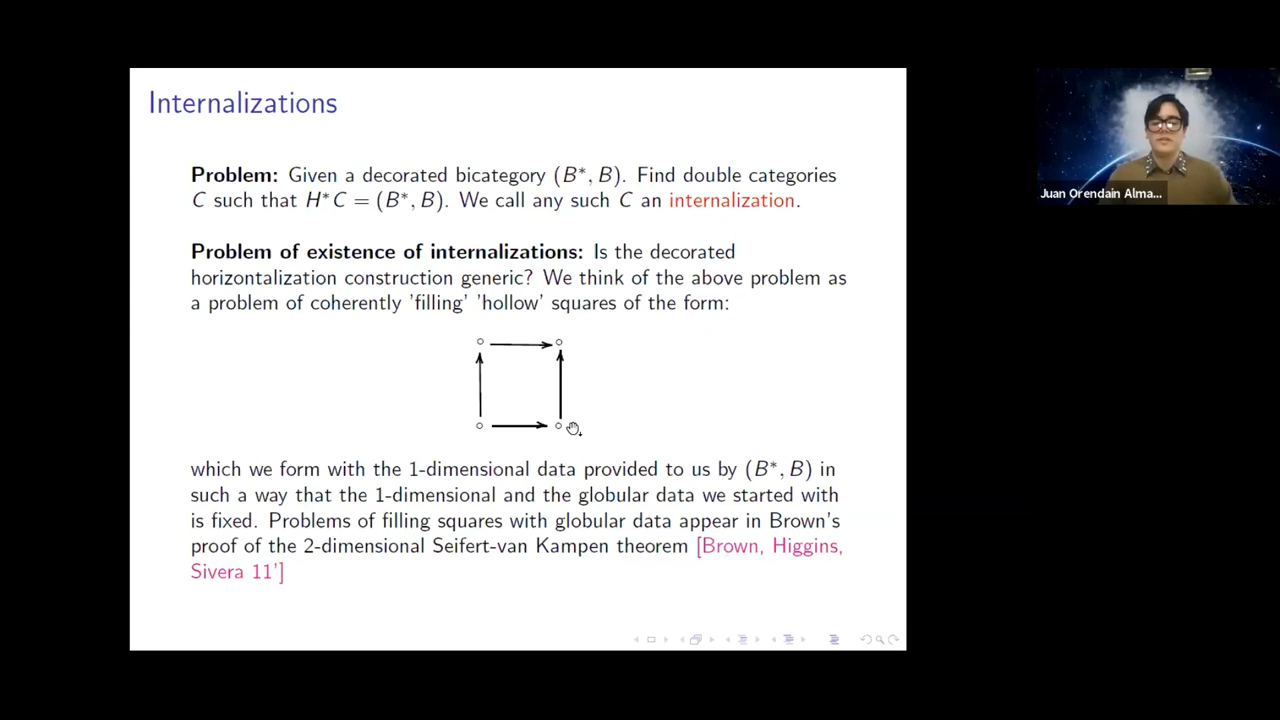 Internalizations
Problem: Given a decorated bicategory (B*, B). Find double categories
C such that H*C = (B*, B). We call any such C an internalization.
Problem of existence of internalizations: Is the decorated
horizontalization construction generic? We think of the above problem as
a problem of coherently 'filling' 'hollow' squares of the form:
which we form with the 1-dimensional data provided to us by (B*, B) in
such a way that the 1-dimensional and the globular data we started with
is fixed. Problems of filling squares with globular data appear in Brown's
proof of the 2-dimensional Seifert-van Kampen theorem [Brown, Higgins,
Sivera 11']
Juan Orendain Alma...